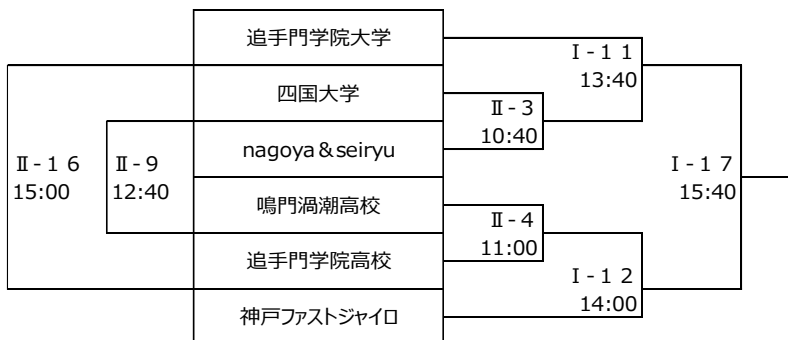 追手門学院大学
四国大学
nagoya＆seiryu
鳴門渦潮高校
追手門学院高校
神戸ファストジャイロ
Ⅱ-１６
15:00
Ⅱ-９
12:40
Ⅱ-３
10:40
Ⅱ-４
11:00
Ⅰ-１１
13:40
Ⅰ-１２
14:00
Ⅰ-１７
15:40